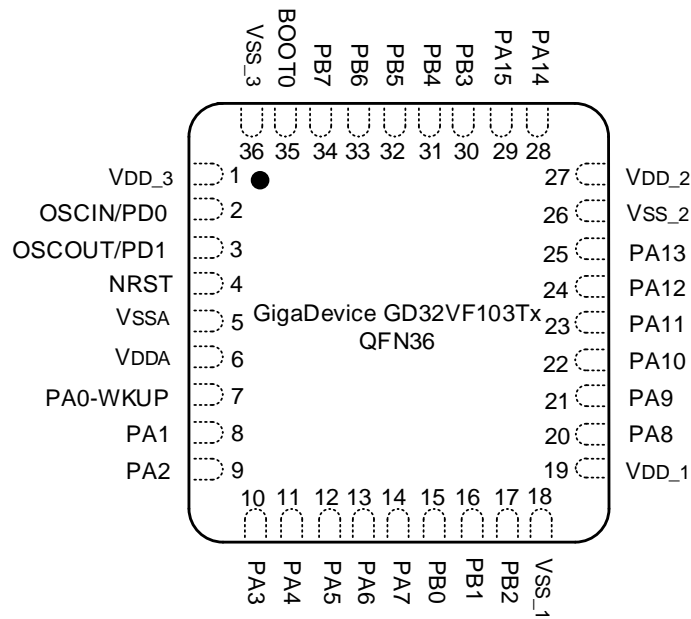 VSS_3 BOOT0 PB7 PB6 PB5 PB4 PB3 PA15 PA14
36 35 34 33 32 31 30 29 28
VDD_3 1 27 VDD_2
OSCIN/PD0 2 26 VSS_2
OSCOUT/PD1 3 25 PA13
NRST 4 24 PA12
VSSA 5 GigaDevice GD32VF103Tx 23 PA11
QFN36
VDDA 6 22 PA10
PA0-WKUP 7 21 PA9
PA1 8 20 PA8
PA2 9 19 VDD_1
10 11 12 13 14 15 16 17 18
PA3 PA4 PA5 PA6 PA7 PB0 PB1 PB2 VSS_1